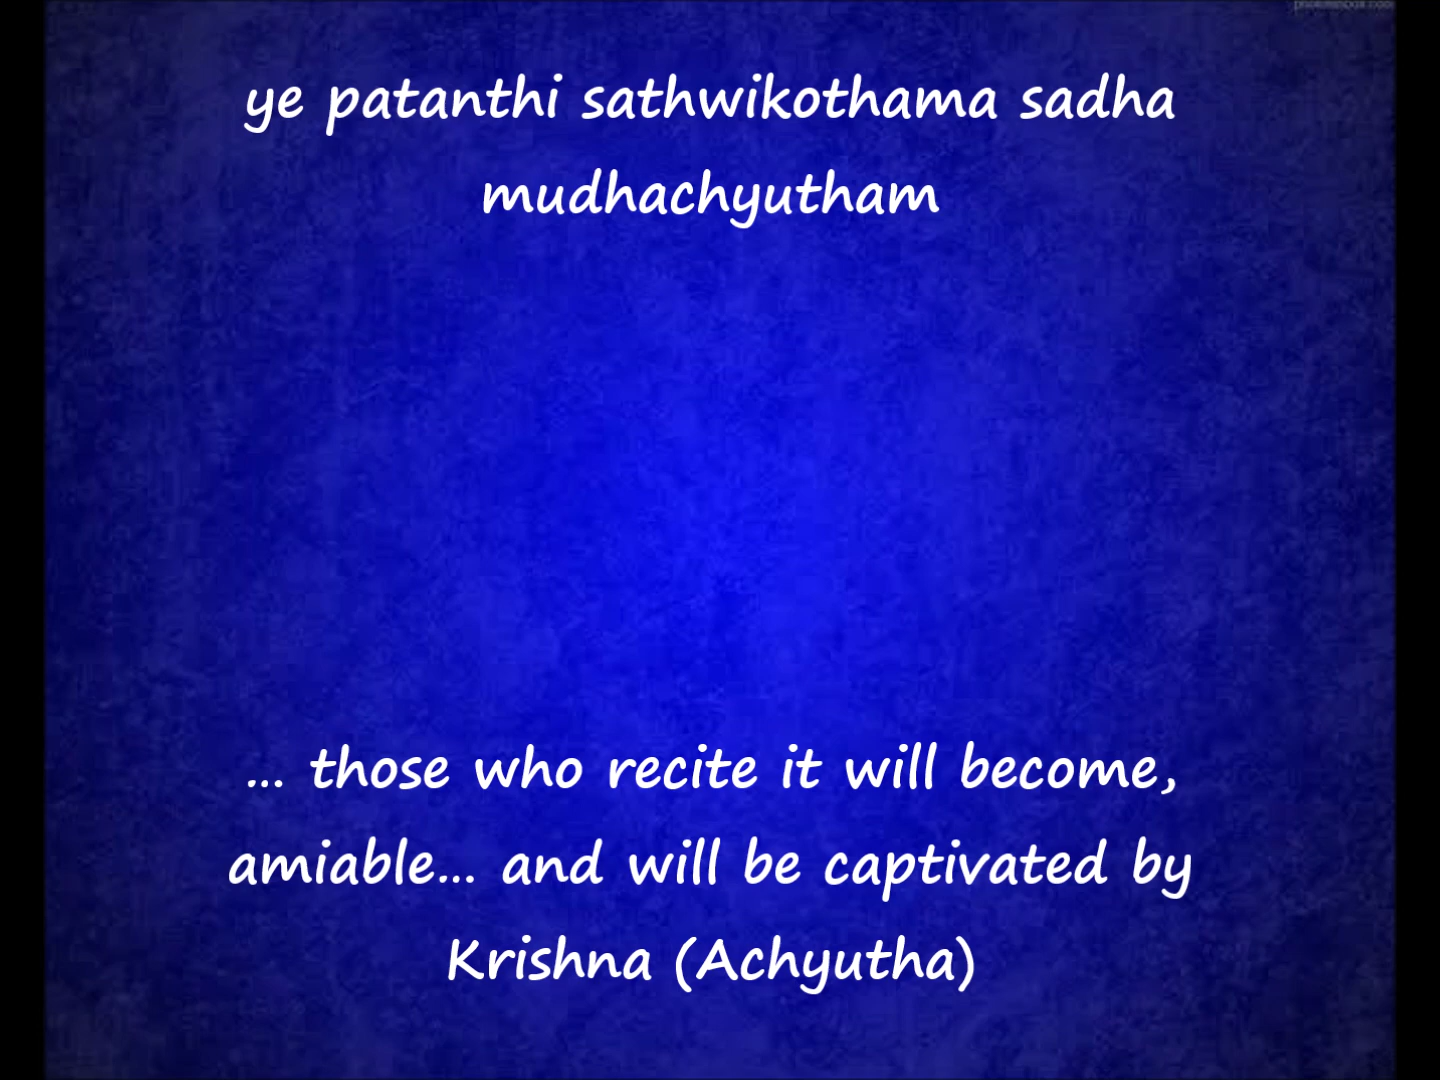 ye patanthi sathwikothama sadha
mudhachyutham
... those who recite it will become,
amiable... and will be captivated by
Krishna (Achyutha)